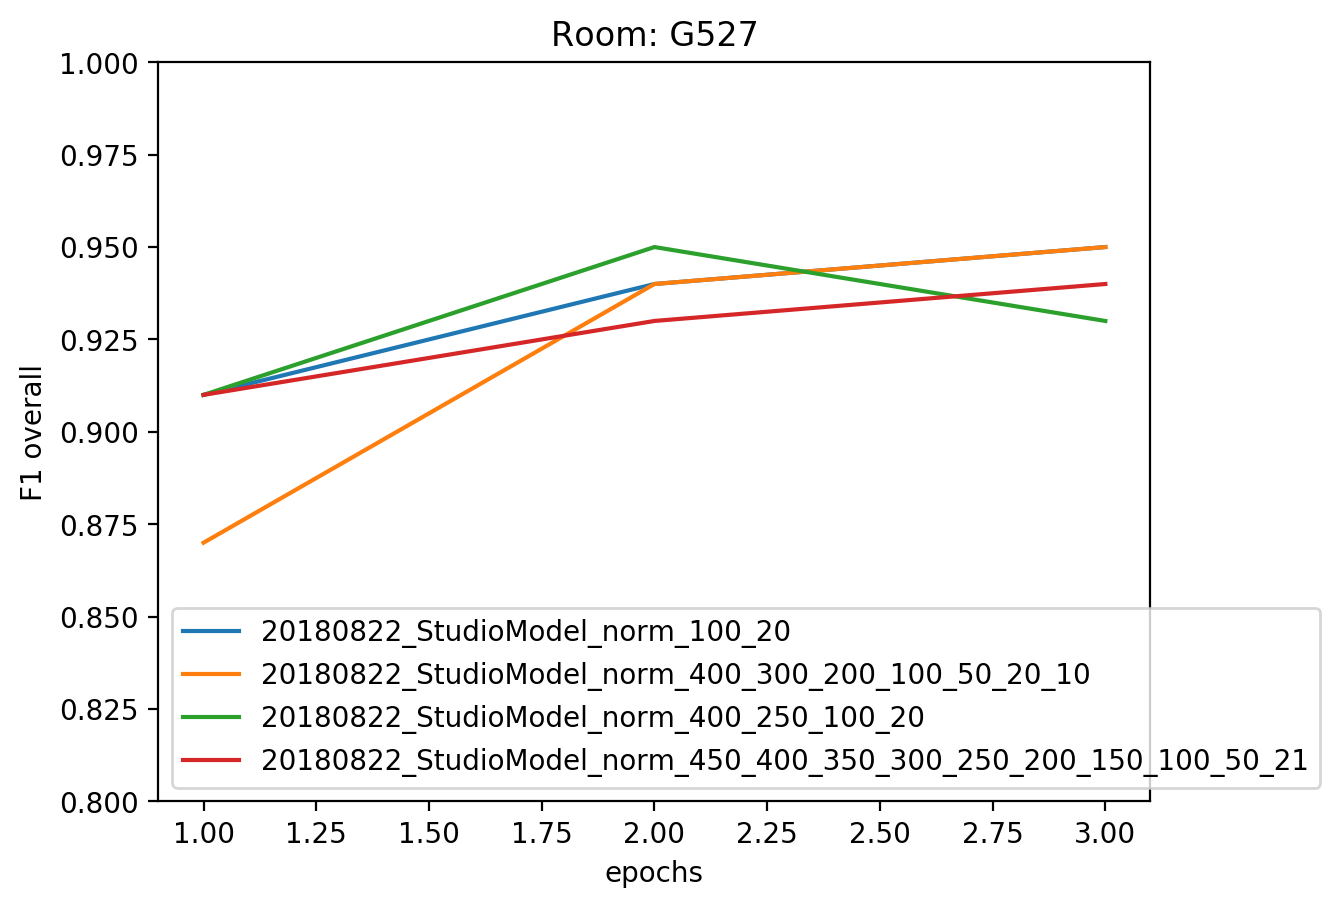 Room: G527
1.000
0.975
0.950
0.925
0.900
0.875
0.850
0.825
0.800
F1 overall
20180822_StudioModel_norm_100_20
20180822_StudioModel_norm_400_300_200_100_50_20_10
20180822_StudioModel_norm_400_250_100_20
20180822_StudioModel_norm_450_400_350_300_250_200_150_100_50_21
1.00 1.25 1.50 1.75 2.00 2.25 2.50 2.75 3.00
epochs